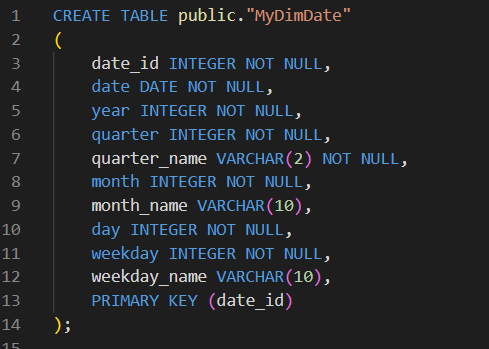 1 CREATE TABLE public."MyDimDate"
2 (
3     date_id INTEGER NOT NULL,
4     date DATE NOT NULL,
5     year INTEGER NOT NULL,
6     quarter INTEGER NOT NULL,
7     quarter_name VARCHAR(2) NOT NULL,
8     month INTEGER NOT NULL,
9     month_name VARCHAR(10),
10     day INTEGER NOT NULL,
11     weekday INTEGER NOT NULL,
12     weekday_name VARCHAR(10),
13     PRIMARY KEY (date_id)
14 );
15